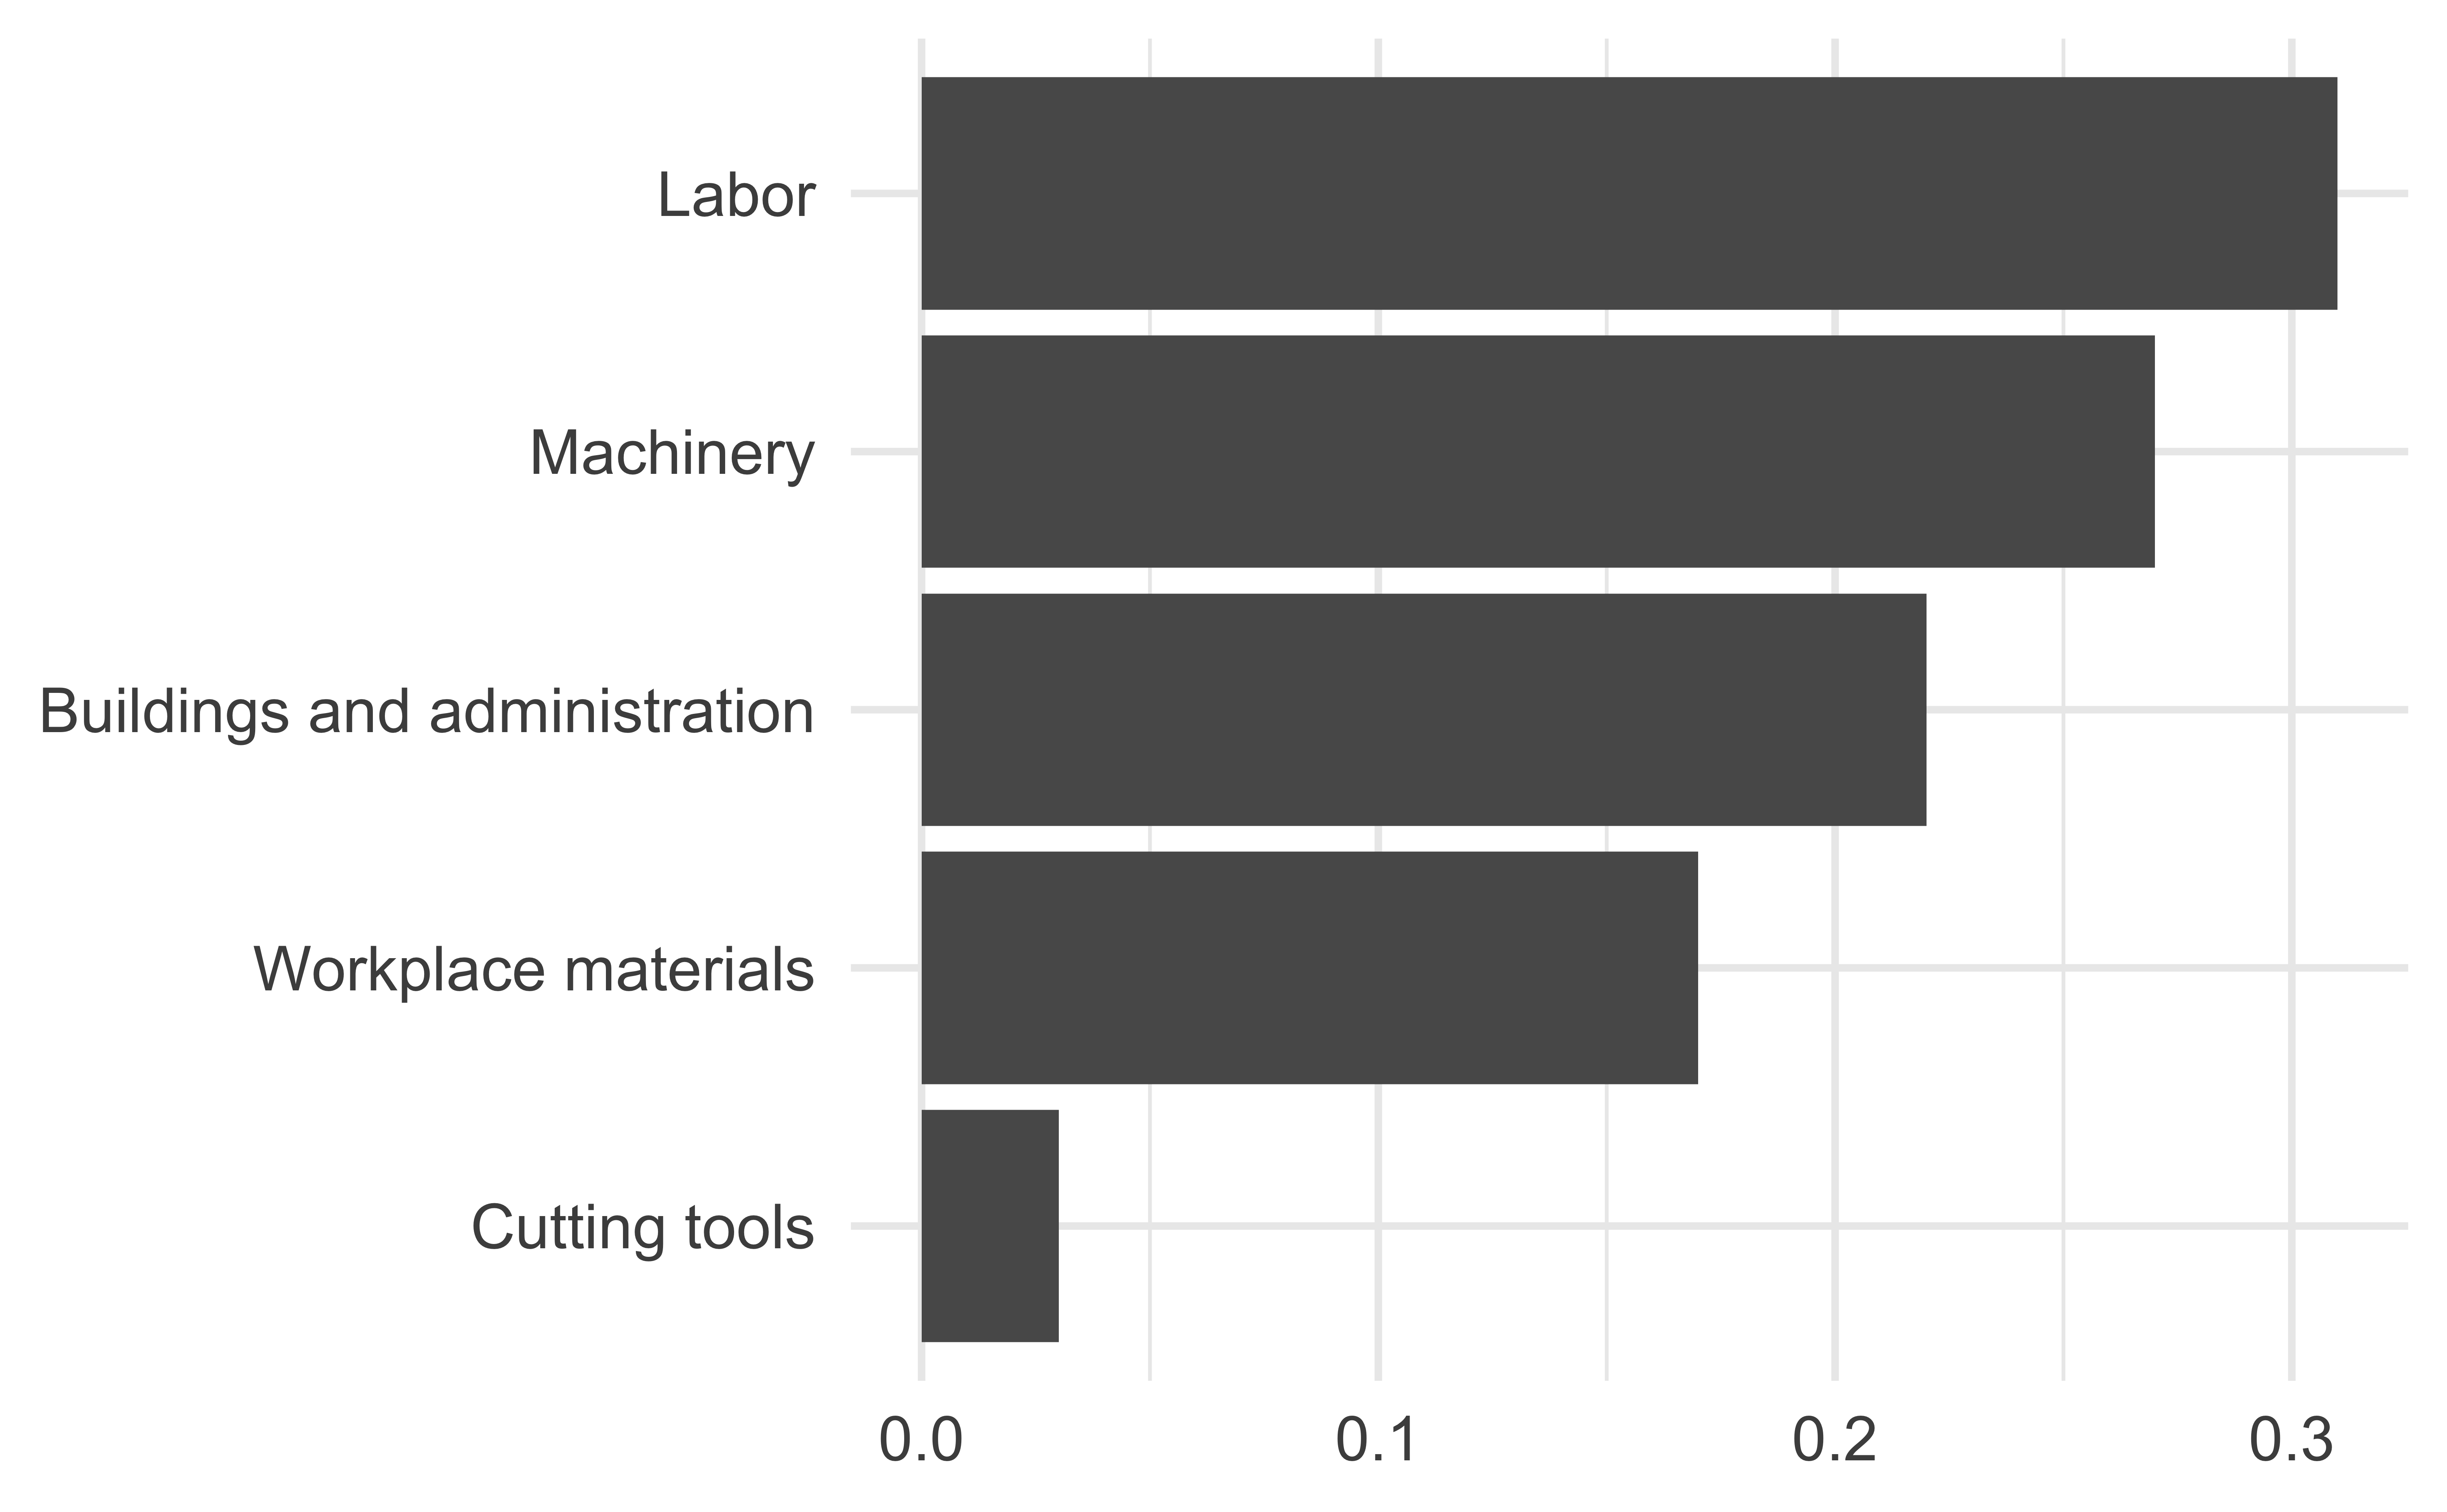 Labor
Machinery
Buildings and administration
Workplace materials
Cutting tools
0.0 0.1 0.2 0.3